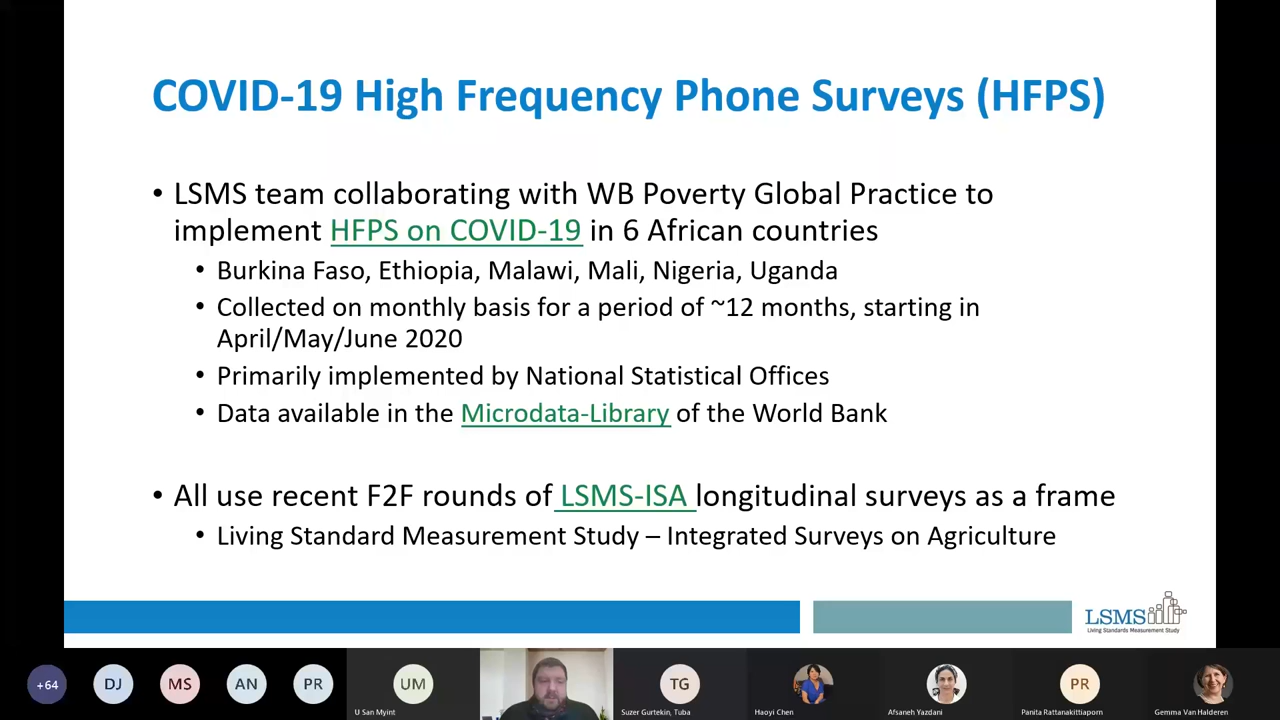 COVID-19 High Frequency Phone Surveys (HFPS)
• LSMS team collaborating with WB Poverty Global Practice to
implement HFPS on COVID-19 in 6 African countries
• Burkina Faso, Ethiopia, Malawi, Mali, Nigeria, Uganda
• Collected on monthly basis for a period of ~12 months, starting in
April/May/June 2020
• Primarily implemented by National Statistical Offices
• Data available in the Microdata-Library of the World Bank
• All use recent F2F rounds of LSMS-ISA longitudinal surveys as a frame
• Living Standard Measurement Study – Integrated Surveys on Agriculture
LSMS
Living Standards Measurement Study
+64
DJ
MS
AN
PR
UM
U San Myint
TG
Suzer Gurtekin, Tuba
Haoyi Chen
Afsaneh Yazdani
PR
Panita Rattanakittiaporn
Gemma Van Halderen